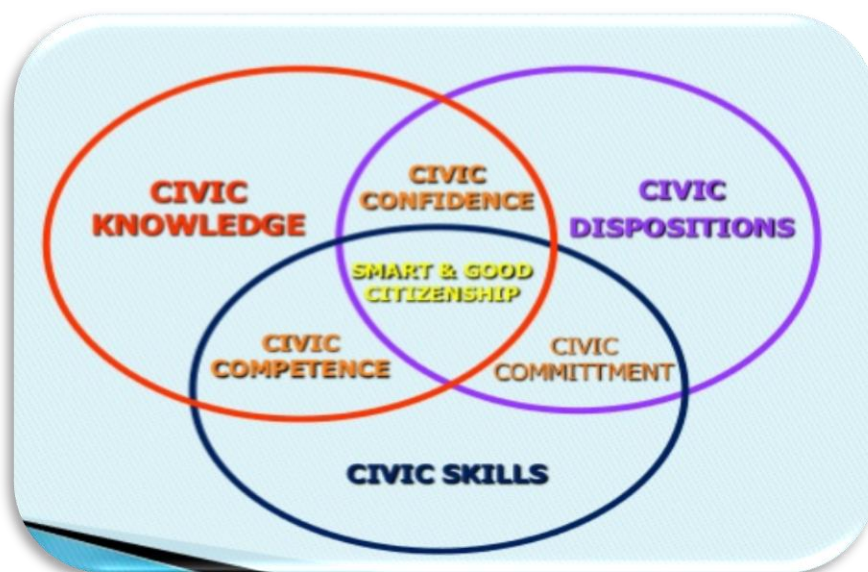 CIVIC
KNOWLEDGE
CIVIC
CONFIDENCE
CIVIC
DISPOSITIONS
SMART & GOOD
CITIZENSHIP
CIVIC
COMPETENCE
CIVIC
COMMITTMENT
CIVIC SKILLS